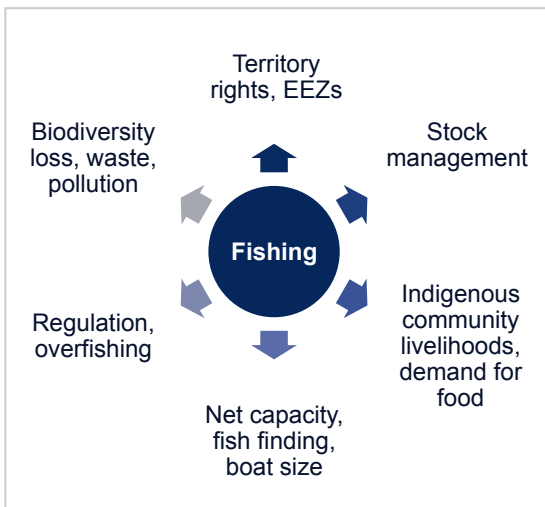 Territory
rights, EEZs
Stock
management
Indigenous
community
livelihoods,
demand for
food
Net capacity,
fish finding,
boat size
Regulation,
overfishing
Biodiversity
loss, waste,
pollution
Fishing